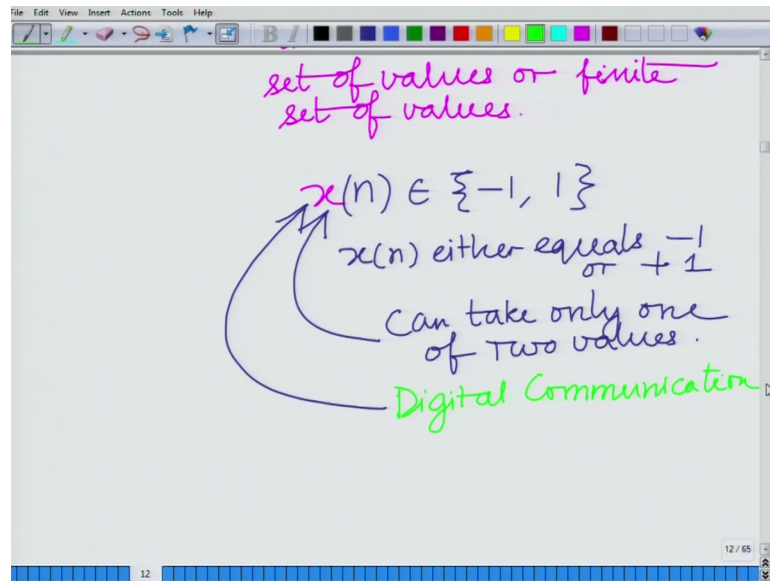 File Edit View Insert Actions Tools Help
B I
set of values or finite
set of values.
x(n) ∈ {-1, 1}
x(n) either equals -1
or +1
Can take only one
of Two values.
Digital Communication
12 / 65
12